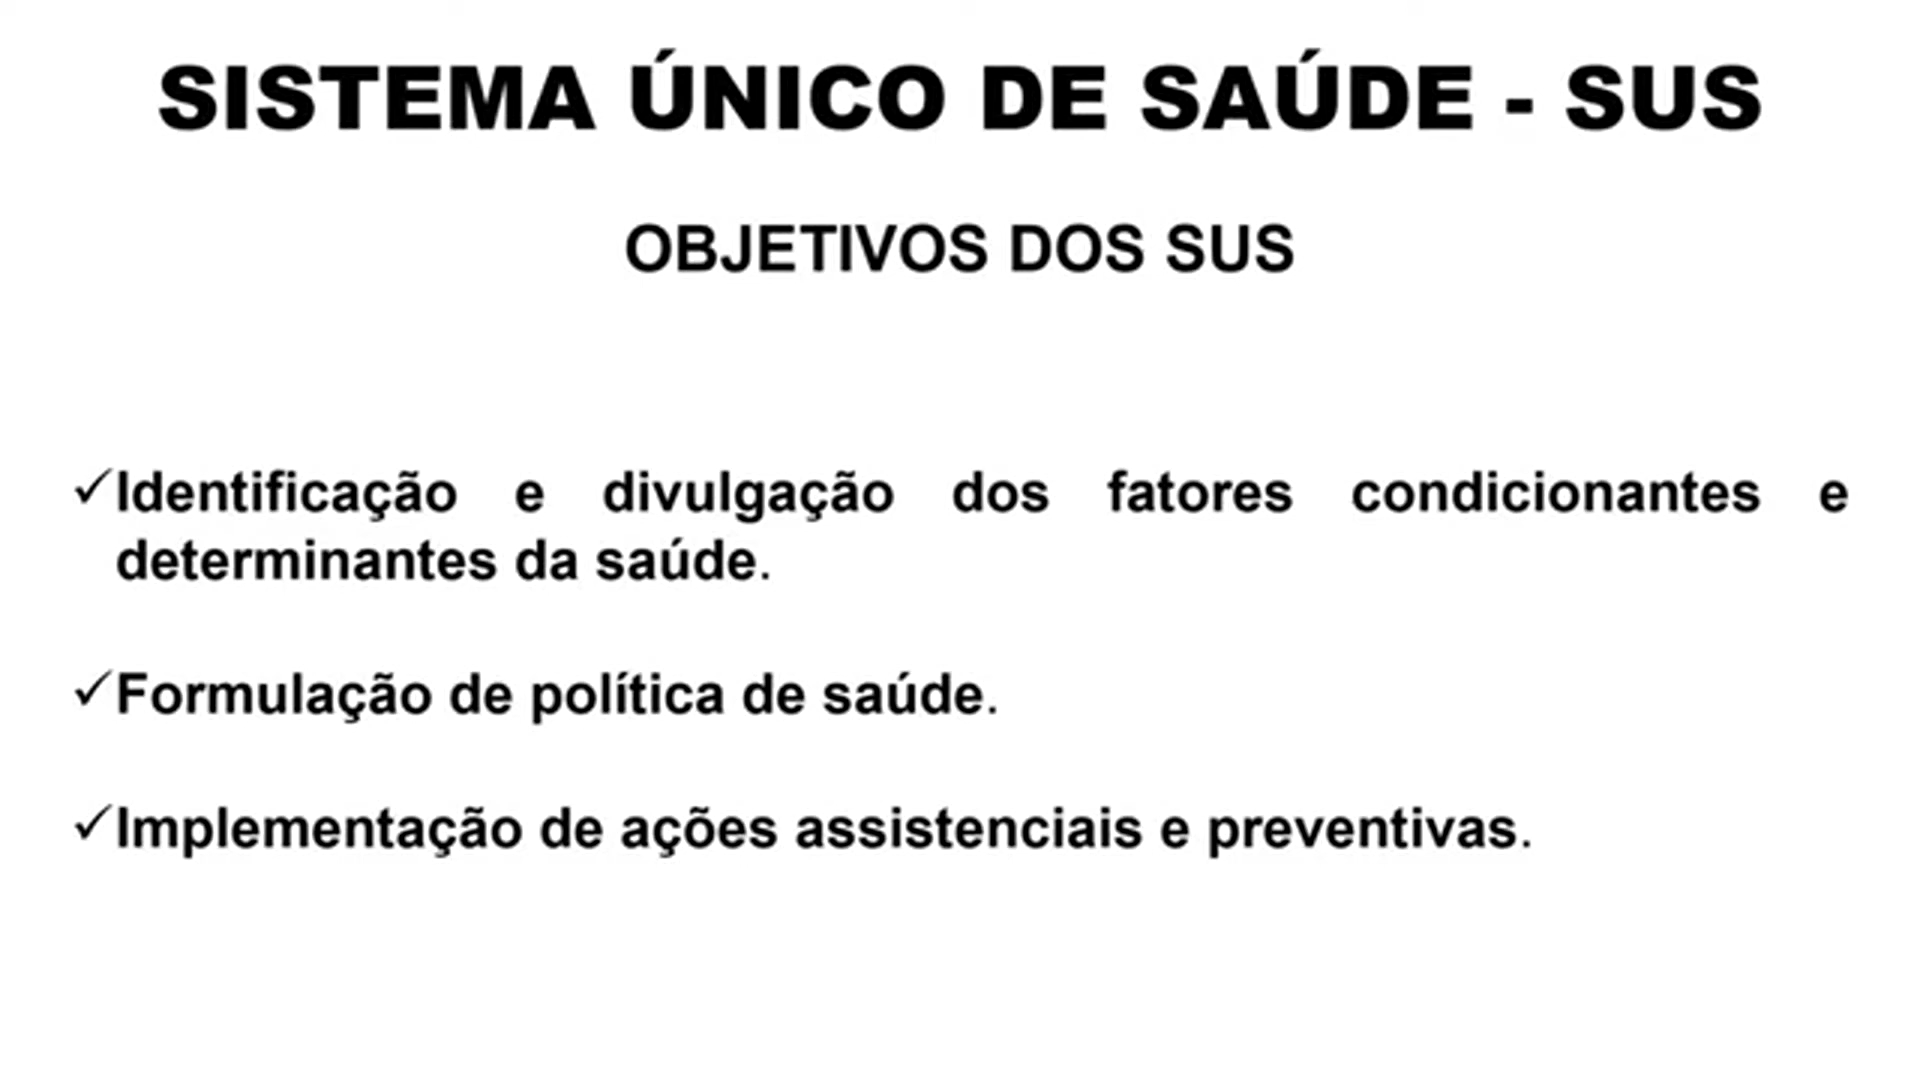 SISTEMA ÚNICO DE SAÚDE - SUS
OBJETIVOS DOS SUS
✓Identificação e divulgação dos fatores condicionantes e
determinantes da saúde.
✓Formulação de política de saúde.
✓Implementação de ações assistenciais e preventivas.